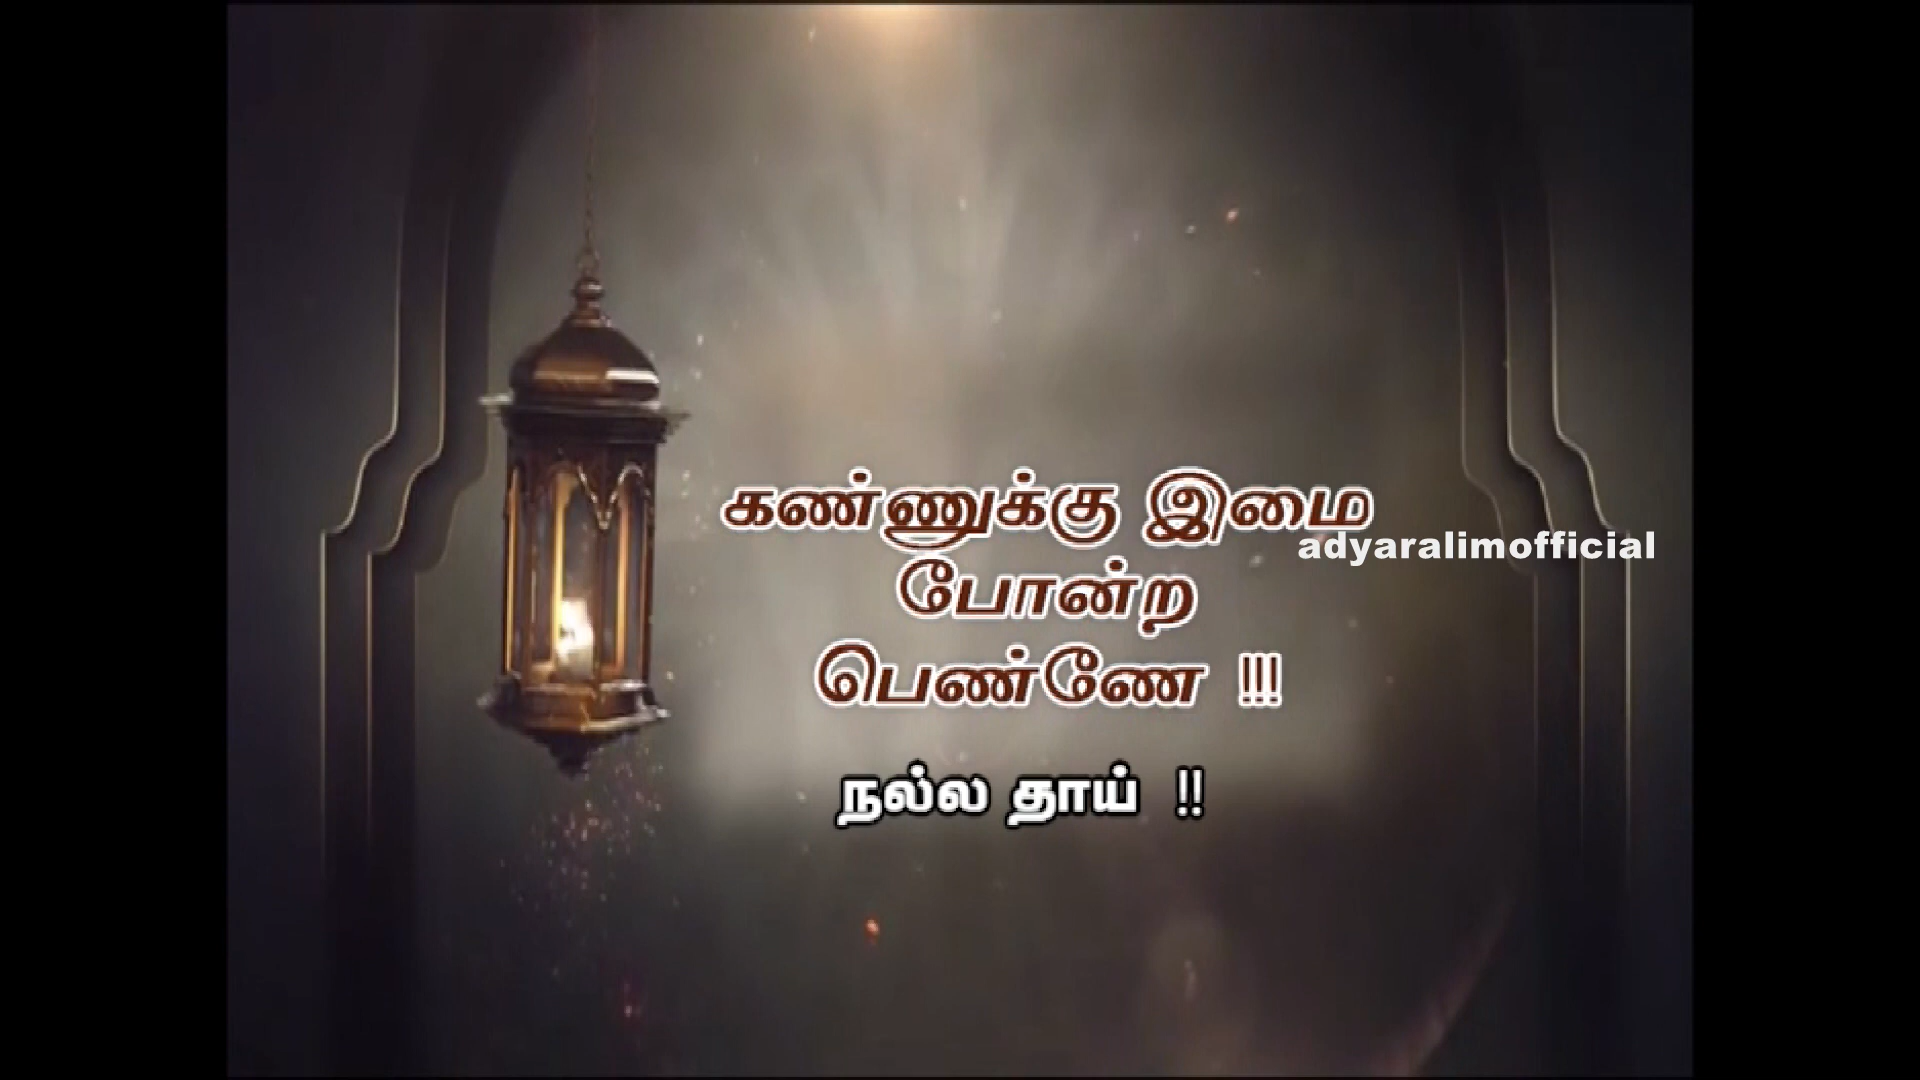 கண்ணுக்கு இமை
adyaralimofficial
போன்ற
பெண்ணே !!!
நல்ல தாய் !!